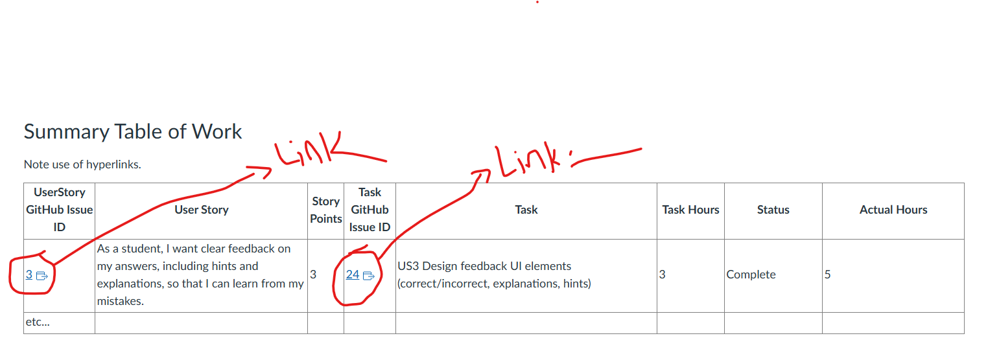 Summary Table of Work
Link
Link:
Note use of hyperlinks.
UserStory
GitHub Issue
ID
User Story
Story
Points
Task
GitHub
Issue ID
Task
Task Hours
Status
Actual Hours
3
As a student, I want clear feedback on
my answers, including hints and
explanations, so that I can learn from my
mistakes.
3
24
US3 Design feedback UI elements
(correct/incorrect, explanations, hints)
3
Complete
5
etc...